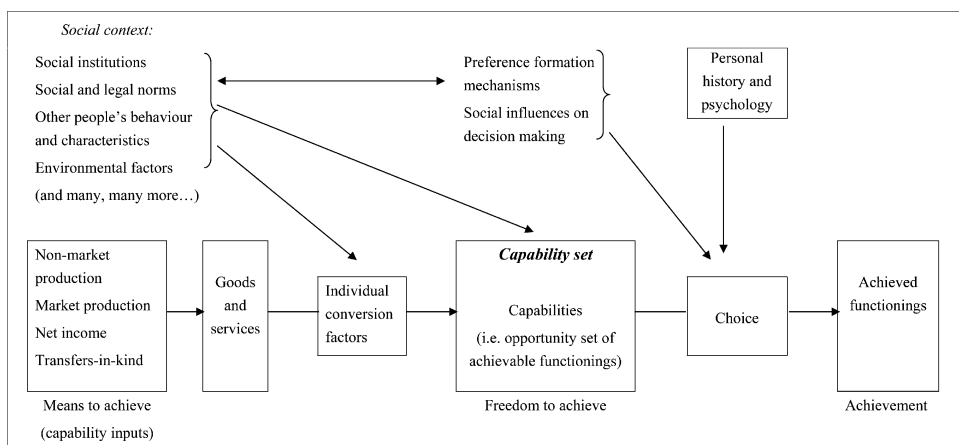 Social context:
Social institutions
Social and legal norms
Other people's behaviour
and characteristics
Environmental factors
(and many, many more…)
Preference formation
mechanisms
Social influences on
decision making
Personal
history and
psychology
Non-market
production
Market production
Net income
Transfers-in-kind
Means to achieve
(capability inputs)
Goods
and
services
Individual
conversion
factors
Capability set
Capabilities
(i.e. opportunity set of
achievable functionings)
Freedom to achieve
Choice
Achieved
functionings
Achievement